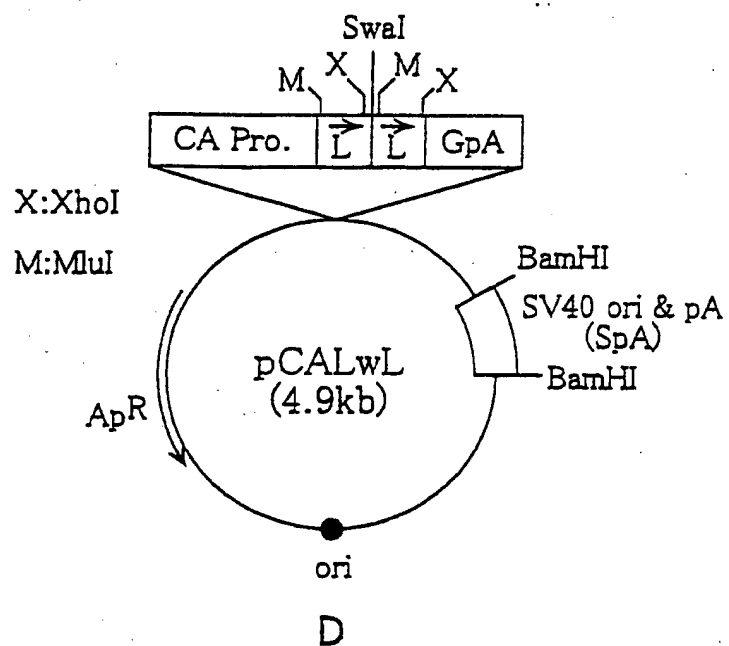 SwaI
M X M X
CA Pro. L L GpA
X:XhoI
M:MluI
BamHI
SV40 ori & pA
(SpA)
BamHI
pCALwL
(4.9kb)
ApR
ori
D